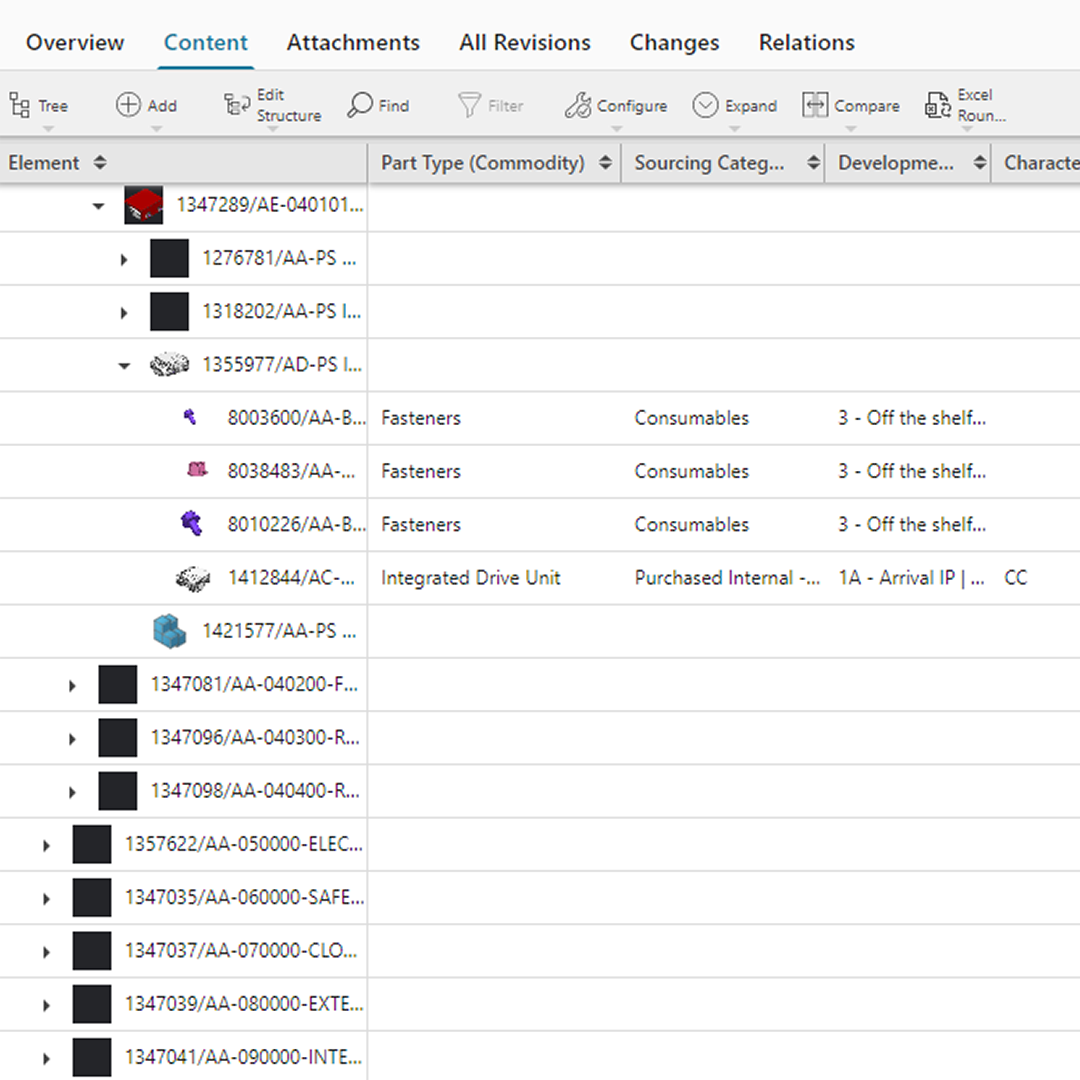 Overview Content Attachments All Revisions Changes Relations
Tree Add Edit Structure Find Filter Configure Expand Compare Excel Roun...
Element Part Type (Commodity) Sourcing Categ... Developme... Characte
1347289/AE-040101...
1276781/AA-PS ...
1318202/AA-PS I...
1355977/AD-PS I...
8003600/AA-B... Fasteners Consumables 3 - Off the shelf...
8038483/AA-... Fasteners Consumables 3 - Off the shelf...
8010226/AA-B... Fasteners Consumables 3 - Off the shelf...
1412844/AC-... Integrated Drive Unit Purchased Internal -... 1A - Arrival IP | ... CC
1421577/AA-PS ...
1347081/AA-040200-F...
1347096/AA-040300-R...
1347098/AA-040400-R...
1357622/AA-050000-ELEC...
1347035/AA-060000-SAFE...
1347037/AA-070000-CLO...
1347039/AA-080000-EXTE...
1347041/AA-090000-INTE...